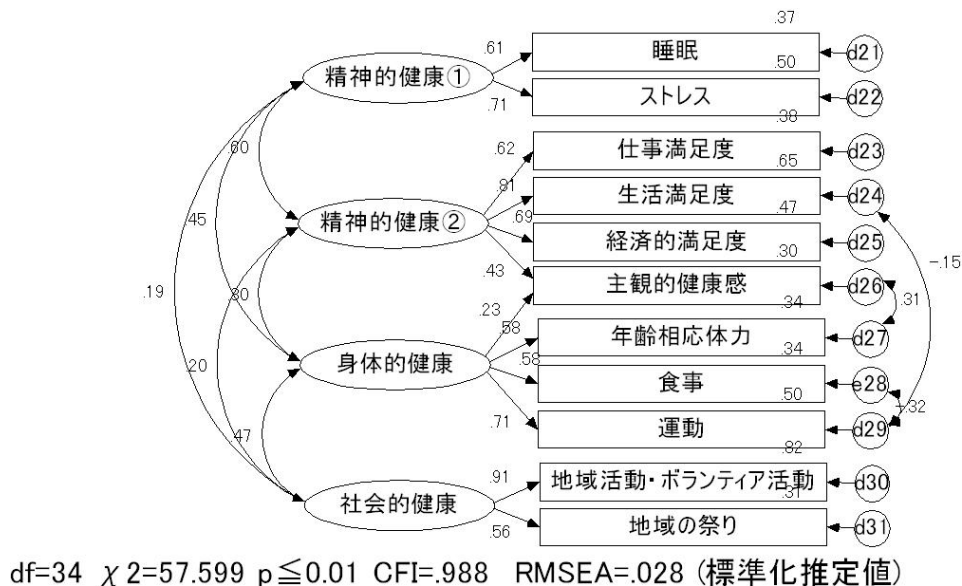 .37
.61
睡眠
d21
精神的健康①
.50
.71
ストレス
d22
.38
.60
.62
仕事満足度
d23
.65
.81
生活満足度
d24
.45
精神的健康②
.69
.47
経済的満足度
d25
.30
-.15
.43
主観的健康感
d26
.19
.30
.23
.34
.31
.58
年齢相応体力
d27
.20
身体的健康
.58
.34
食事
e28
.50
-.32
.71
運動
d29
.47
.82
.91
地域活動・ボランティア活動
d30
社会的健康
.31
.56
地域の祭り
d31
df=34 χ2=57.599 p≦0.01 CFI=.988 RMSEA=.028 (標準化推定値)